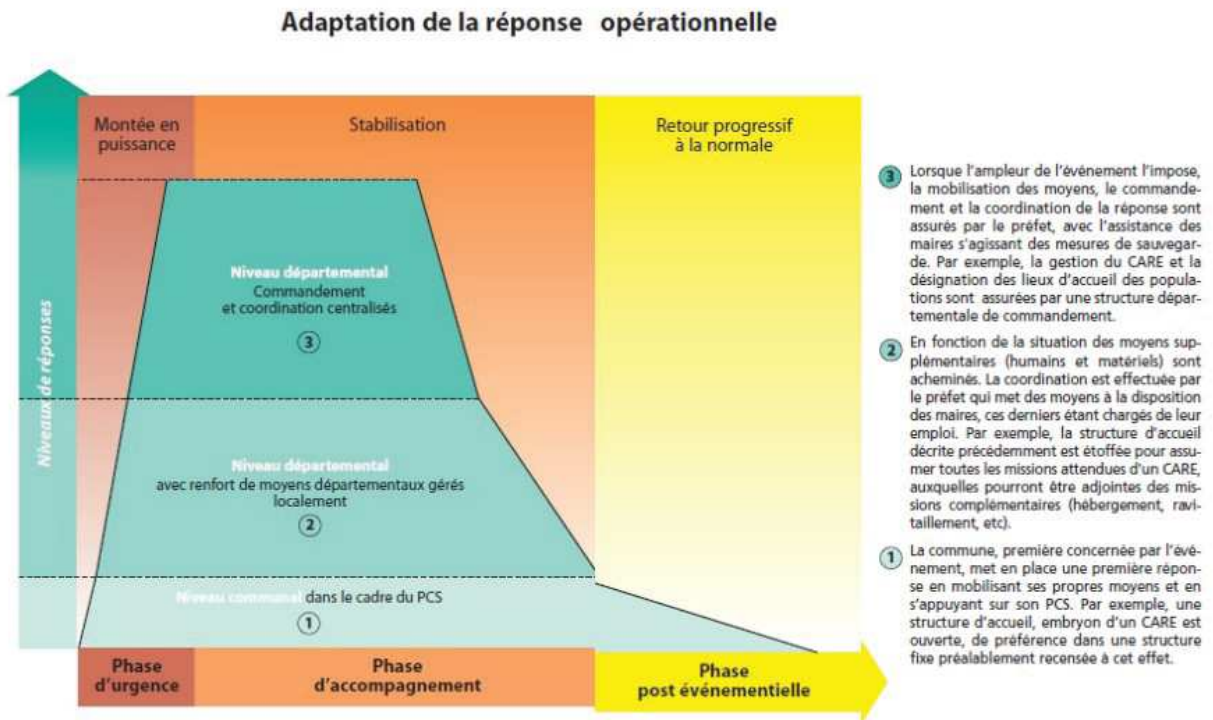 Adaptation de la réponse opérationnelle
Niveaux de réponses
Montée en
puissance
Stabilisation
Retour progressif
à la normale
Niveau départemental
Commandement
et coordination centralisés
3
Niveau départemental
avec renfort de moyens départementaux gérés
localement
2
Niveau communal dans le cadre du PCS
1
Phase
d'urgence
Phase
d'accompagnement
Phase
post événementielle
3 Lorsque l'ampleur de l'événement l'impose,
la mobilisation des moyens, le commande-
ment et la coordination de la réponse sont
assurés par le préfet, avec l'assistance des
maires s'agissant des mesures de sauvegar-
de. Par exemple, la gestion du CARE et la
désignation des lieux d'accueil des popula-
tions sont assurées par une structure dépar-
tementale de commandement.
2 En fonction de la situation des moyens sup-
plémentaires (humains et matériels) sont
acheminés. La coordination est effectuée par
le préfet qui met des moyens à la disposition
des maires, ces derniers étant chargés de leur
emploi. Par exemple, la structure d'accueil
décrite précédemment est étoffée pour assu-
mer toutes les missions attendues d'un CARE,
auxquelles pourront être adjointes des mis-
sions complémentaires (hébergement, ravi-
taillement, etc).
1 La commune, première concernée par l'évé-
nement, met en place une première répon-
se en mobilisant ses propres moyens et en
s'appuyant sur son PCS. Par exemple, une
structure d'accueil, embryon d'un CARE est
ouverte, de préférence dans une structure
fixe préalablement recensée à cet effet.